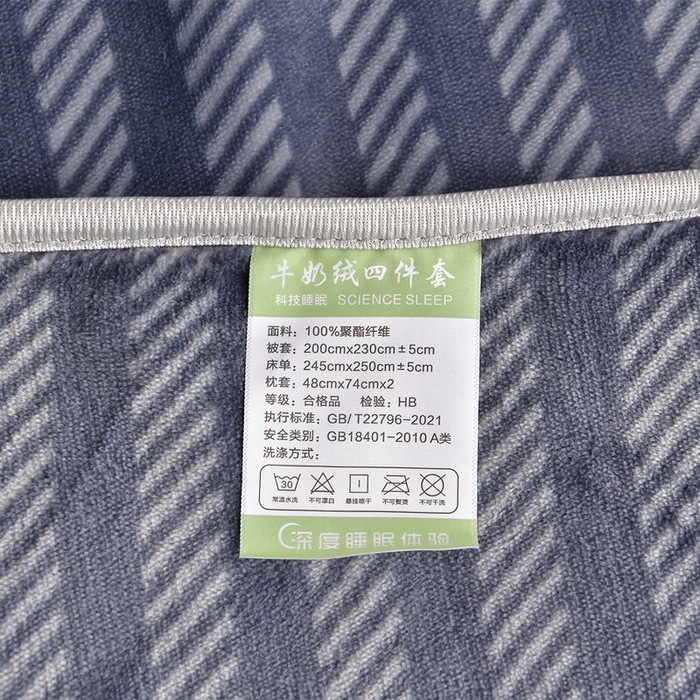 牛奶绒四件套
科技睡眠 SCIENCE SLEEP
面料：100%聚酯纤维
被套：200cmx230cm±5cm
床单：245cmx250cm±5cm
枕套：48cmx74cmx2
等级：合格品 检验：HB
执行标准：GB/T22796-2021
安全类别：GB18401-2010 A类
洗涤方式：
30
常温水洗 不可漂白 悬挂晾干 不可熨烫 不可干洗
深度睡眠体验